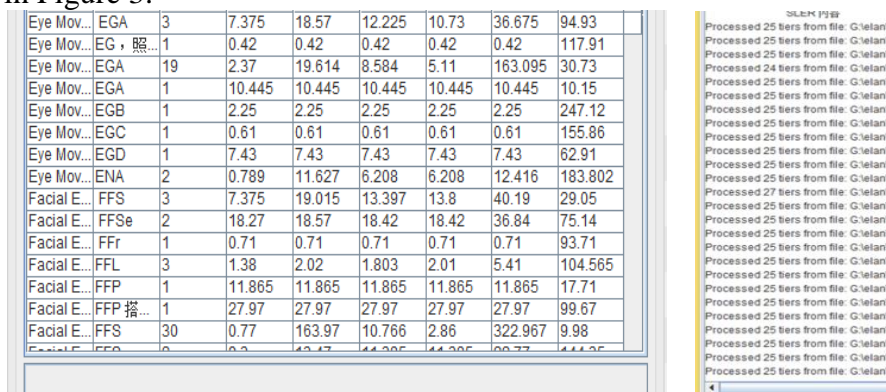 in Figure 3.
Eye Mov... EGA 3 7.375 18.57 12.225 10.73 36.675 94.93
Eye Mov... EG，照... 1 0.42 0.42 0.42 0.42 0.42 117.91
Eye Mov... EGA 19 2.37 19.614 8.584 5.11 163.095 30.73
Eye Mov... EGA 1 10.445 10.445 10.445 10.445 10.445 10.15
Eye Mov... EGB 1 2.25 2.25 2.25 2.25 2.25 247.12
Eye Mov... EGC 1 0.61 0.61 0.61 0.61 0.61 155.86
Eye Mov... EGD 1 7.43 7.43 7.43 7.43 7.43 62.91
Eye Mov... ENA 2 0.789 11.627 6.208 6.208 12.416 183.802
Facial E... FFS 3 7.375 19.015 13.397 13.8 40.19 29.05
Facial E... FFSe 2 18.27 18.57 18.42 18.42 36.84 75.14
Facial E... FFr 1 0.71 0.71 0.71 0.71 0.71 93.71
Facial E... FFL 3 1.38 2.02 1.803 2.01 5.41 104.565
Facial E... FFP 1 11.865 11.865 11.865 11.865 11.865 17.71
Facial E... FFP 搭... 1 27.97 27.97 27.97 27.97 27.97 99.67
Facial E... FFS 30 0.77 163.97 10.766 2.86 322.967 9.98
SLER 内容
Processed 25 tiers from file: G:\elan\
Processed 25 tiers from file: G:\elan\
Processed 25 tiers from file: G:\elan\
Processed 24 tiers from file: G:\elan\
Processed 25 tiers from file: G:\elan\
Processed 25 tiers from file: G:\elan\
Processed 25 tiers from file: G:\elan\
Processed 25 tiers from file: G:\elan\
Processed 25 tiers from file: G:\elan\
Processed 25 tiers from file: G:\elan\
Processed 25 tiers from file: G:\elan\
Processed 25 tiers from file: G:\elan\
Processed 27 tiers from file: G:\elan\
Processed 25 tiers from file: G:\elan\
Processed 25 tiers from file: G:\elan\
Processed 25 tiers from file: G:\elan\
Processed 25 tiers from file: G:\elan\
Processed 25 tiers from file: G:\elan\
Processed 25 tiers from file: G:\elan\
Processed 25 tiers from file: G:\elan\
Processed 25 tiers from file: G:\elan\
Processed 25 tiers from file: G:\elan\
Processed 25 tiers from file: G:\elan\
Processed 25 tiers from file: G:\elan\
Processed 25 tiers from file: G:\elan\
Processed 25 tiers from file: G:\elan\